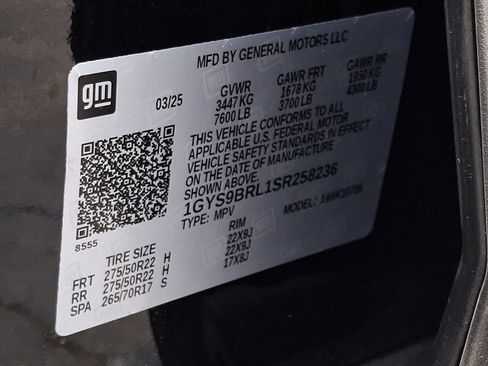 gm
MFD BY GENERAL MOTORS LLC
03/25
GVWR GAWR FRT GAWR RR
3447 KG 1678 KG 1950 KG
7600 LB 3700 LB 4300 LB
THIS VEHICLE CONFORMS TO ALL
APPLICABLE U.S. FEDERAL MOTOR
VEHICLE SAFETY STANDARDS IN EFFECT
ON THE DATE OF MANUFACTURE
SHOWN ABOVE.
1GYS9BRL1SR258236
TYPE: MPV MODEL:
8555
TIRE SIZE RIM
FRT 275/50R22 H 22X8J
RR 275/50R22 H 22X9J
SPA 265/70R17 S 17X8J